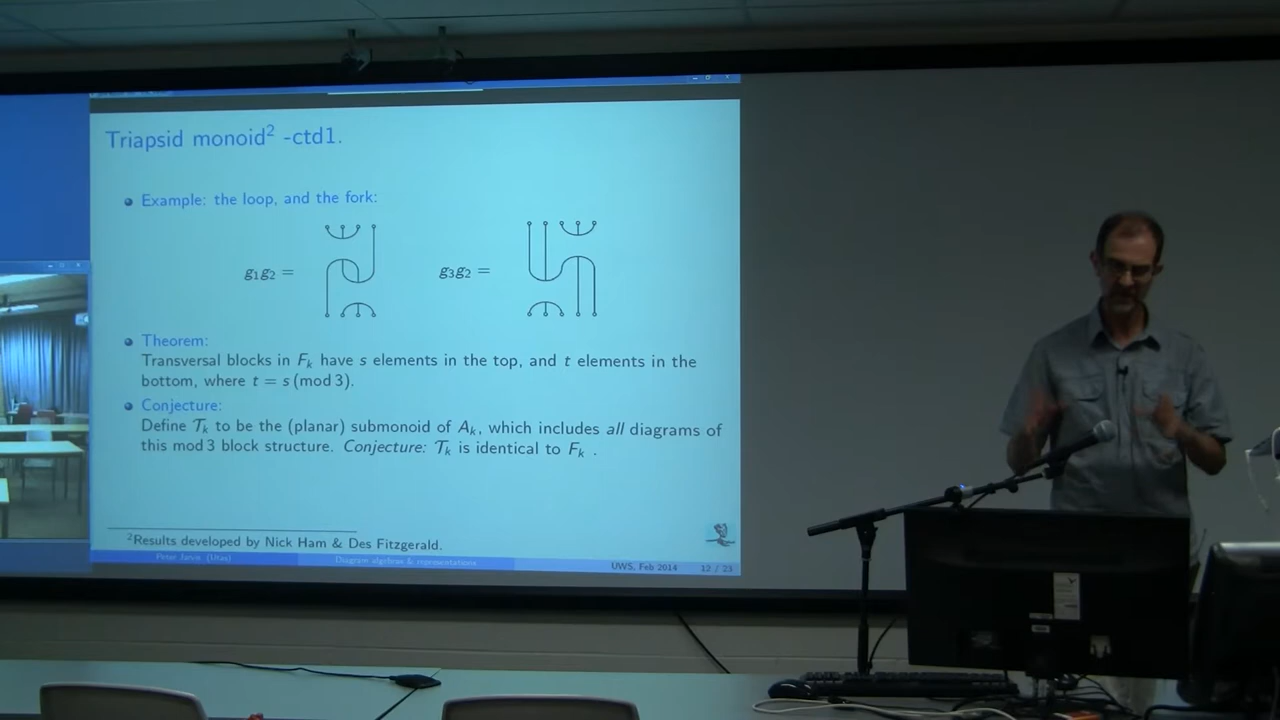 Triapsid monoid² -ctd1.
Example: the loop, and the fork:
g₁g₂ =
g₃g₂ =
Theorem:
Transversal blocks in Fₖ have s elements in the top, and t elements in the
bottom, where t = s (mod 3).
Conjecture:
Define 𝒯ₖ to be the (planar) submonoid of Aₖ, which includes all diagrams of
this mod 3 block structure. Conjecture: 𝒯ₖ is identical to Fₖ .
²Results developed by Nick Ham & Des Fitzgerald.
Peter Jarvis (Utas)
Diagram algebras & representations
UWS, Feb 2014
12 / 23